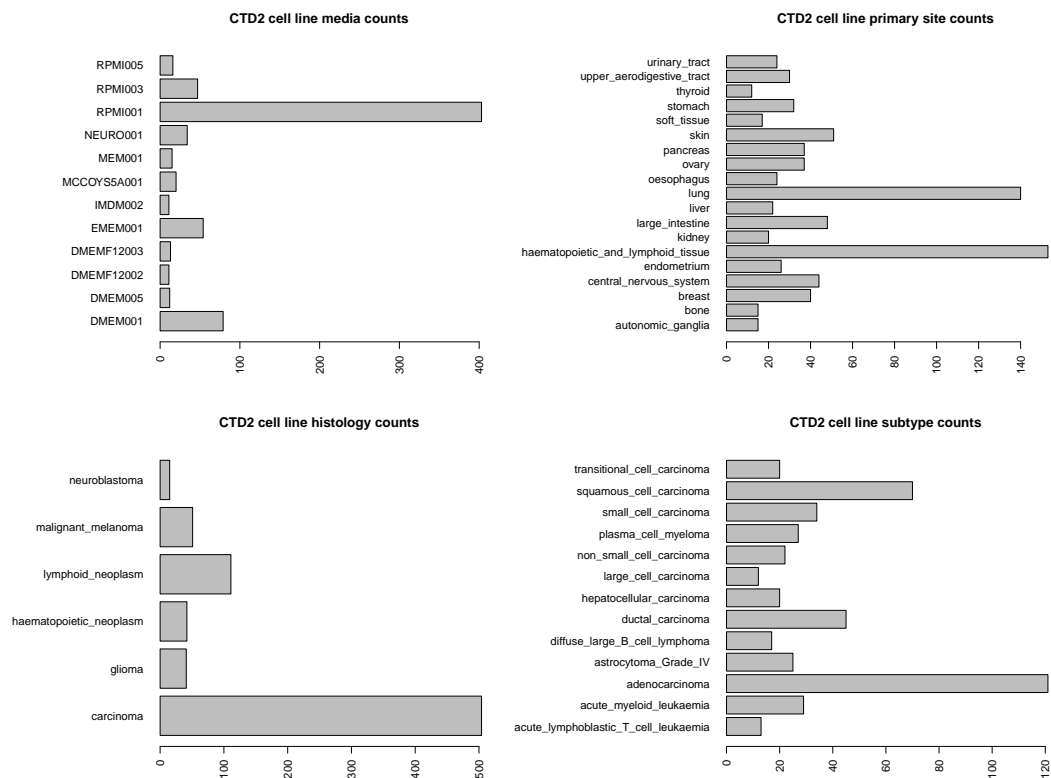 CTD2 cell line media counts
RPMI005
RPMI003
RPMI001
NEURO001
MEM001
MCCOYS5A001
IMDM002
EMEM001
DMEMF12003
DMEMF12002
DMEM005
DMEM001
0
100
200
300
400
CTD2 cell line primary site counts
urinary_tract
upper_aerodigestive_tract
thyroid
stomach
soft_tissue
skin
pancreas
ovary
oesophagus
lung
liver
large_intestine
kidney
haematopoietic_and_lymphoid_tissue
endometrium
central_nervous_system
breast
bone
autonomic_ganglia
0
20
40
60
80
100
120
140
CTD2 cell line histology counts
neuroblastoma
malignant_melanoma
lymphoid_neoplasm
haematopoietic_neoplasm
glioma
carcinoma
0
100
200
300
400
500
CTD2 cell line subtype counts
transitional_cell_carcinoma
squamous_cell_carcinoma
small_cell_carcinoma
plasma_cell_myeloma
non_small_cell_carcinoma
large_cell_carcinoma
hepatocellular_carcinoma
ductal_carcinoma
diffuse_large_B_cell_lymphoma
astrocytoma_Grade_IV
adenocarcinoma
acute_myeloid_leukaemia
acute_lymphoblastic_T_cell_leukaemia
0
20
40
60
80
100
120